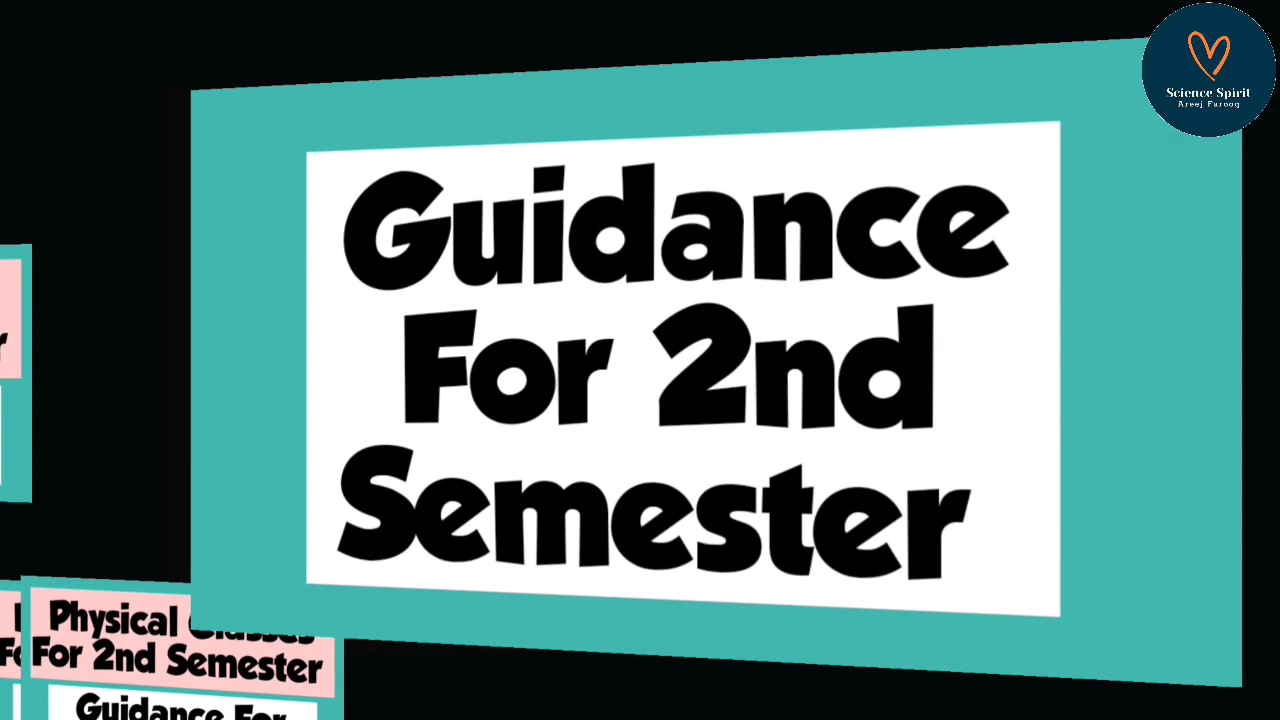 Science Spirit
Areej Farooq
Guidance
For 2nd
Semester
Physical Classes
For 2nd Semester
Guidance For